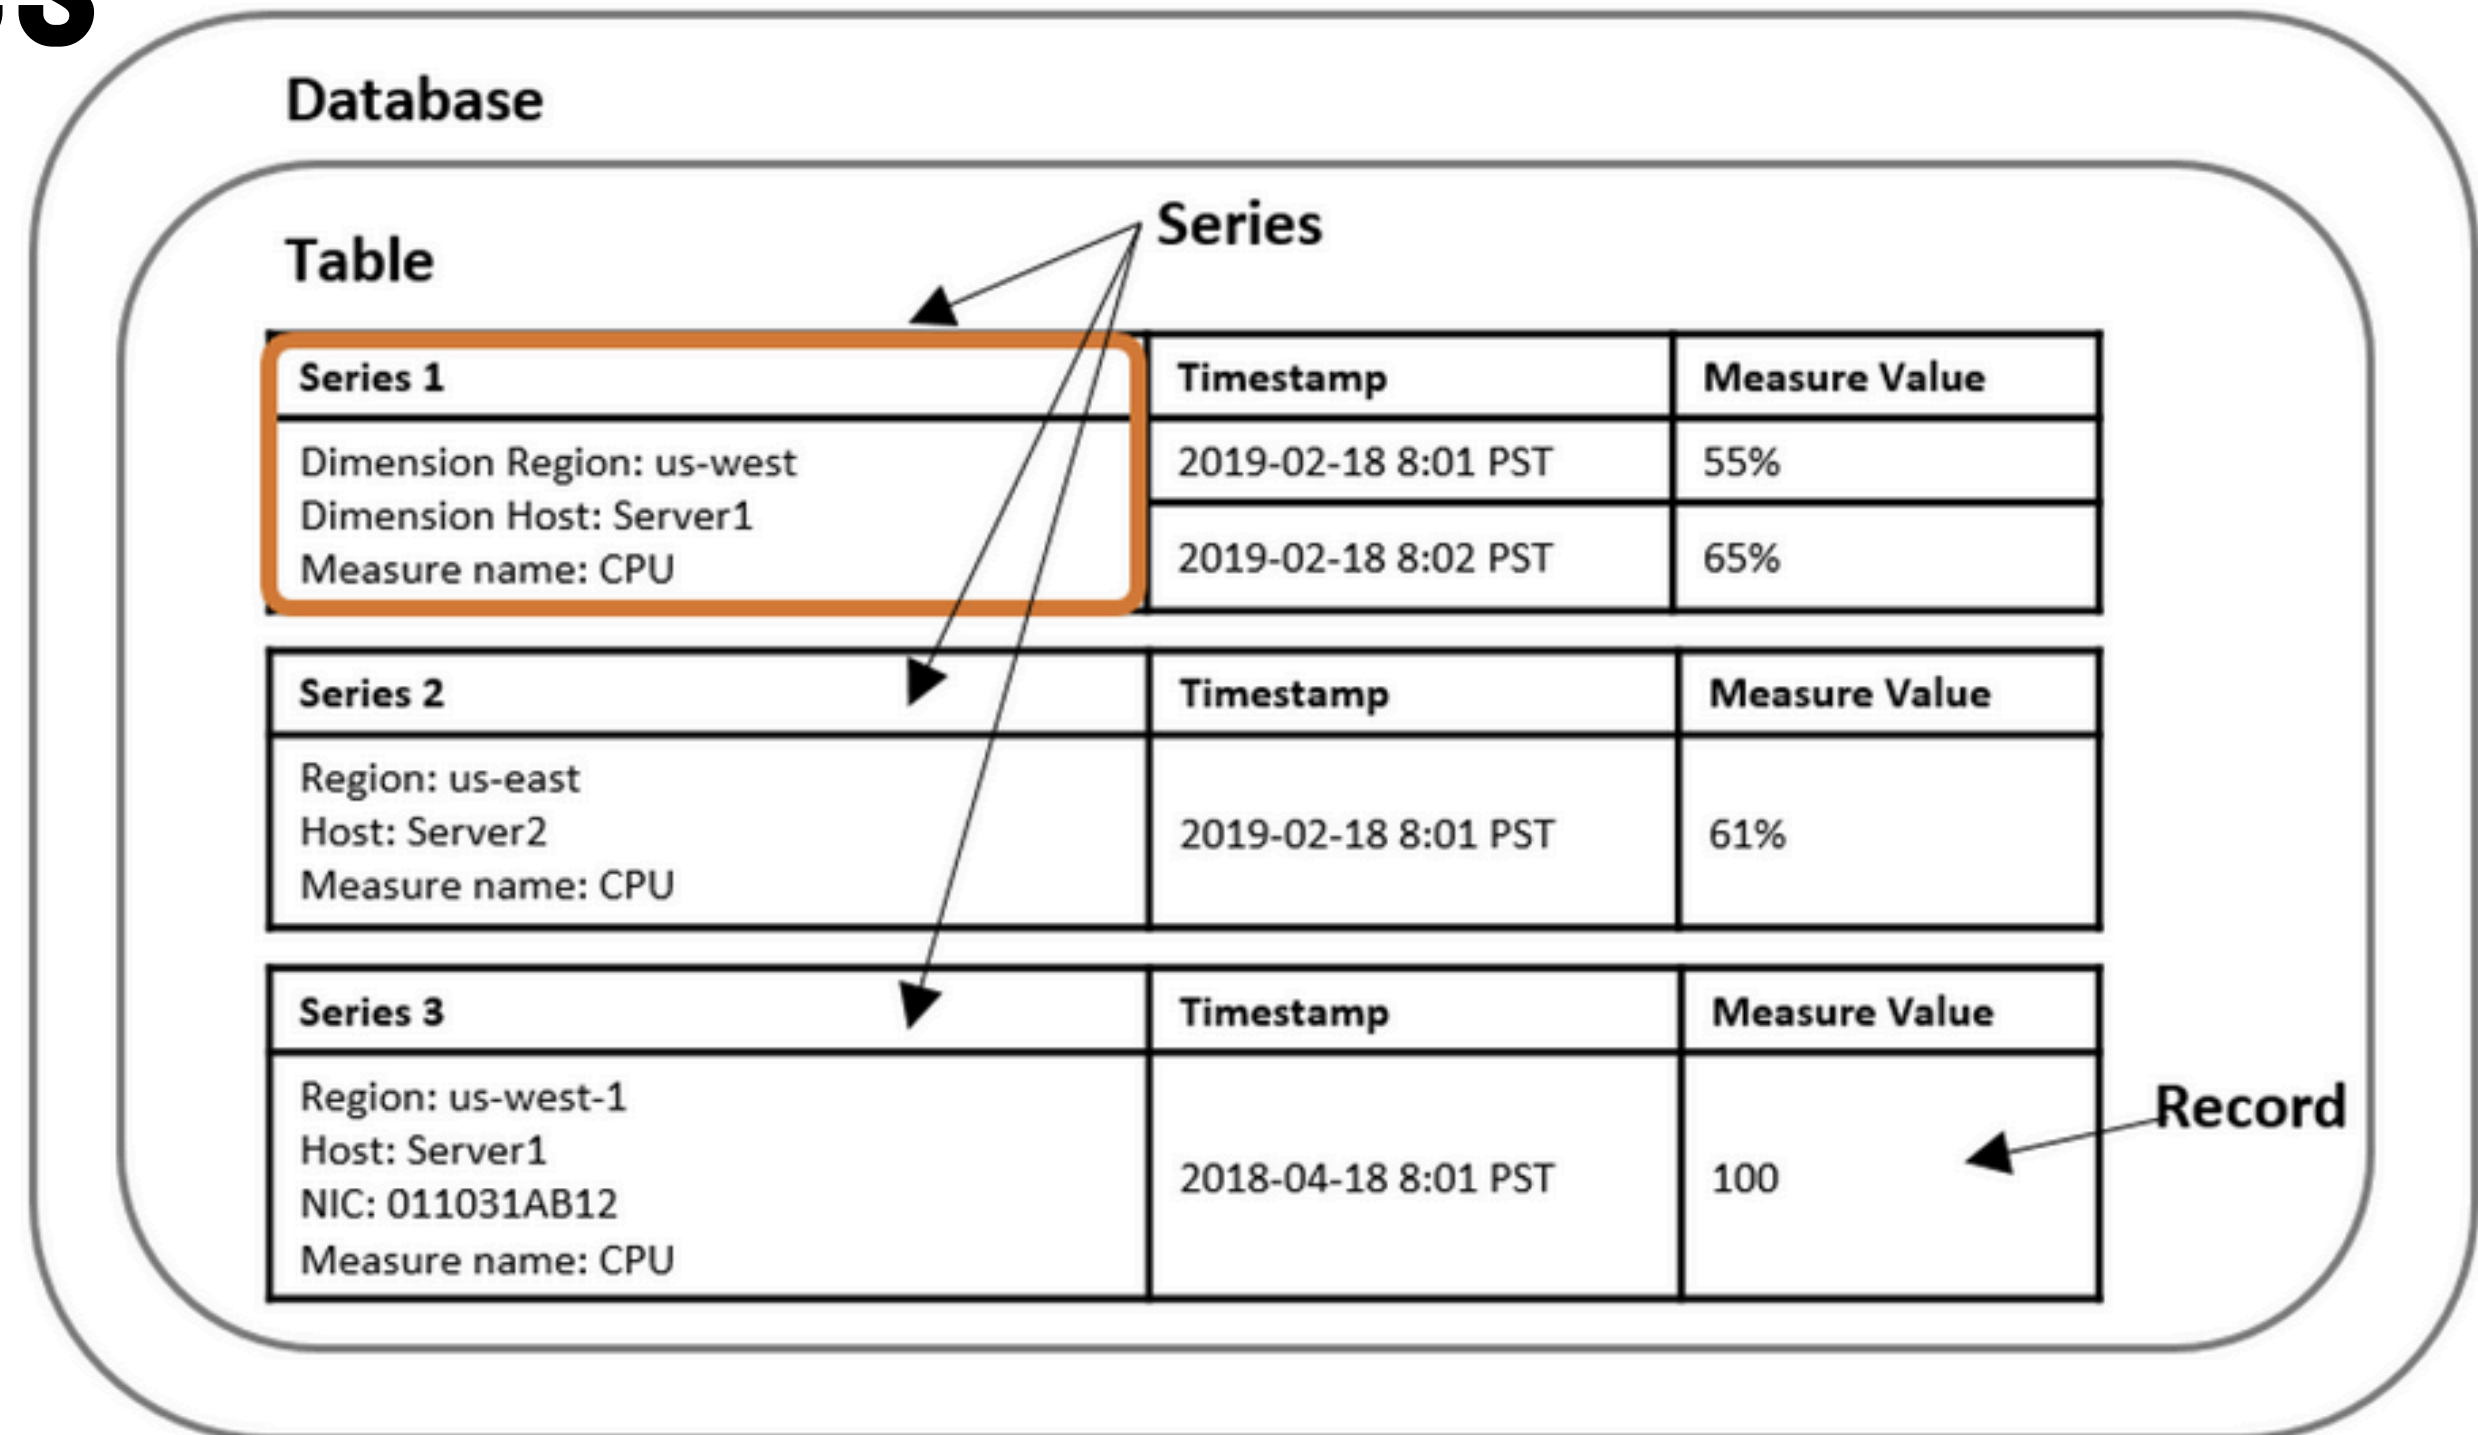 Database
Series
Table
Series 1 Timestamp Measure Value
Dimension Region: us-west
Dimension Host: Server1
Measure name: CPU
2019-02-18 8:01 PST 55%
2019-02-18 8:02 PST 65%
Series 2 Timestamp Measure Value
Region: us-east
Host: Server2
Measure name: CPU
2019-02-18 8:01 PST 61%
Series 3 Timestamp Measure Value
Region: us-west-1
Host: Server1
NIC: 011031AB12
Measure name: CPU
2018-04-18 8:01 PST 100
Record